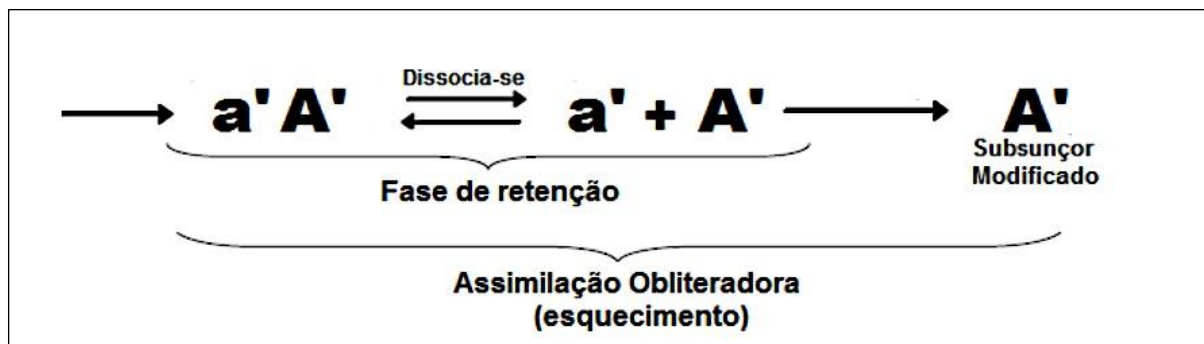 Dissocia-se
a' A' a' + A' A'
Subsunçor
Modificado
Fase de retenção
Assimilação Obliteradora
(esquecimento)